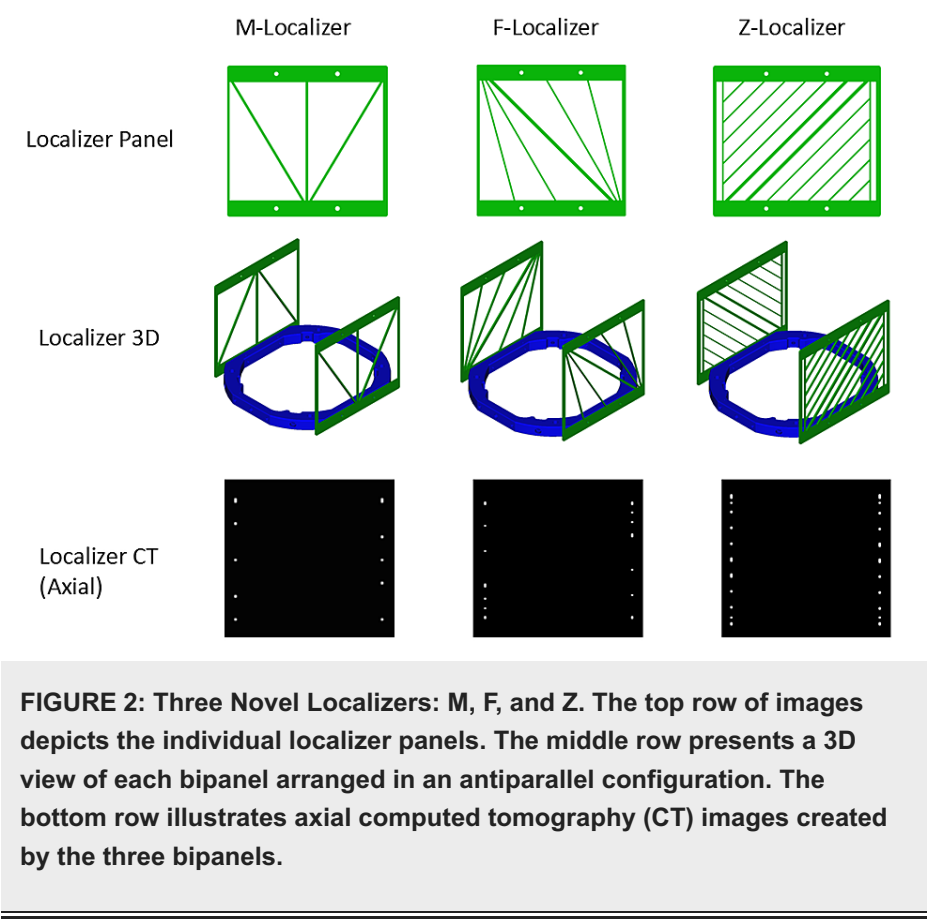 M-Localizer F-Localizer Z-Localizer
Localizer Panel
Localizer 3D
Localizer CT
(Axial)
FIGURE 2: Three Novel Localizers: M, F, and Z. The top row of images
depicts the individual localizer panels. The middle row presents a 3D
view of each bipanel arranged in an antiparallel configuration. The
bottom row illustrates axial computed tomography (CT) images created
by the three bipanels.